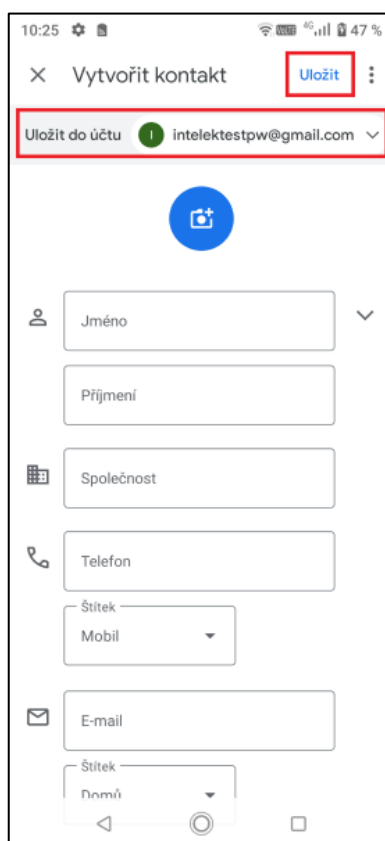 10:25 4G 47 %
Vytvořit kontakt Uložit
Uložit do účtu I intelektestpw@gmail.com
Jméno
Příjmení
Společnost
Telefon
Štítek
Mobil
E-mail
Štítek
Domů